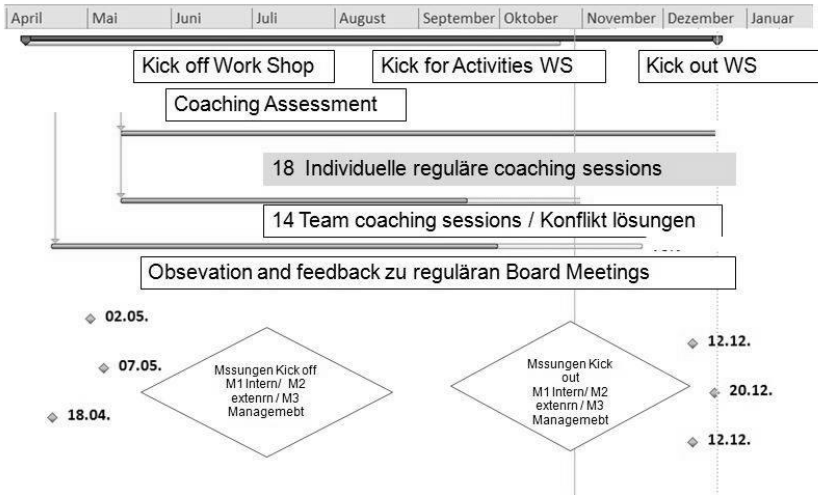 April Mai Juni Juli August September Oktober November Dezember Januar
Kick off Work Shop
Kick for Activities WS
Kick out WS
Coaching Assessment
18 Individuelle reguläre coaching sessions
14 Team coaching sessions / Konflikt lösungen
Obsevation and feedback zu reguläran Board Meetings
02.05.
07.05.
18.04.
Mssungen Kick off
M1 Intern/ M2
extenrn / M3
Managemebt
Mssungen Kick
out
M1 Intern/ M2
extenrn / M3
Managemebt
12.12.
20.12.
12.12.